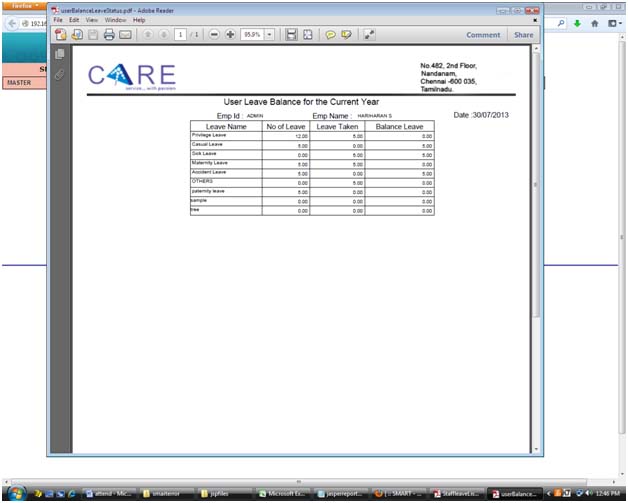 Firefox
userBalanceLeaveStatus.pdf - Adobe Reader
File Edit View Window Help
1 / 1 95.9% Comment Share
192.16
MASTER
CARE
service... with passion
No.482, 2nd Floor,
Nandanam,
Chennai -600 035,
Tamilnadu.
User Leave Balance for the Current Year
Emp Id : ADMIN Emp Name : HARIHARAN S Date :30/07/2013
Leave Name No of Leave Leave Taken Balance Leave
Privilege Leave 12.00 5.00 0.00
Casual Leave 5.00 0.00 5.00
Sick Leave 0.00 5.00 5.00
Maternity Leave 5.00 5.00 5.00
Accident Leave 0.00 5.00 5.00
OTHERS 0.00 0.00 0.00
paternity leave 5.00 0.00 0.00
sample 0.00 0.00 0.00
tree 0.00 0.00 0.00
attend - Mic... smaiterror jspfiles Microsoft Ex... jasperreport... [:: SMART - ... StaffleaveLis... userBalance... 12:46 PM